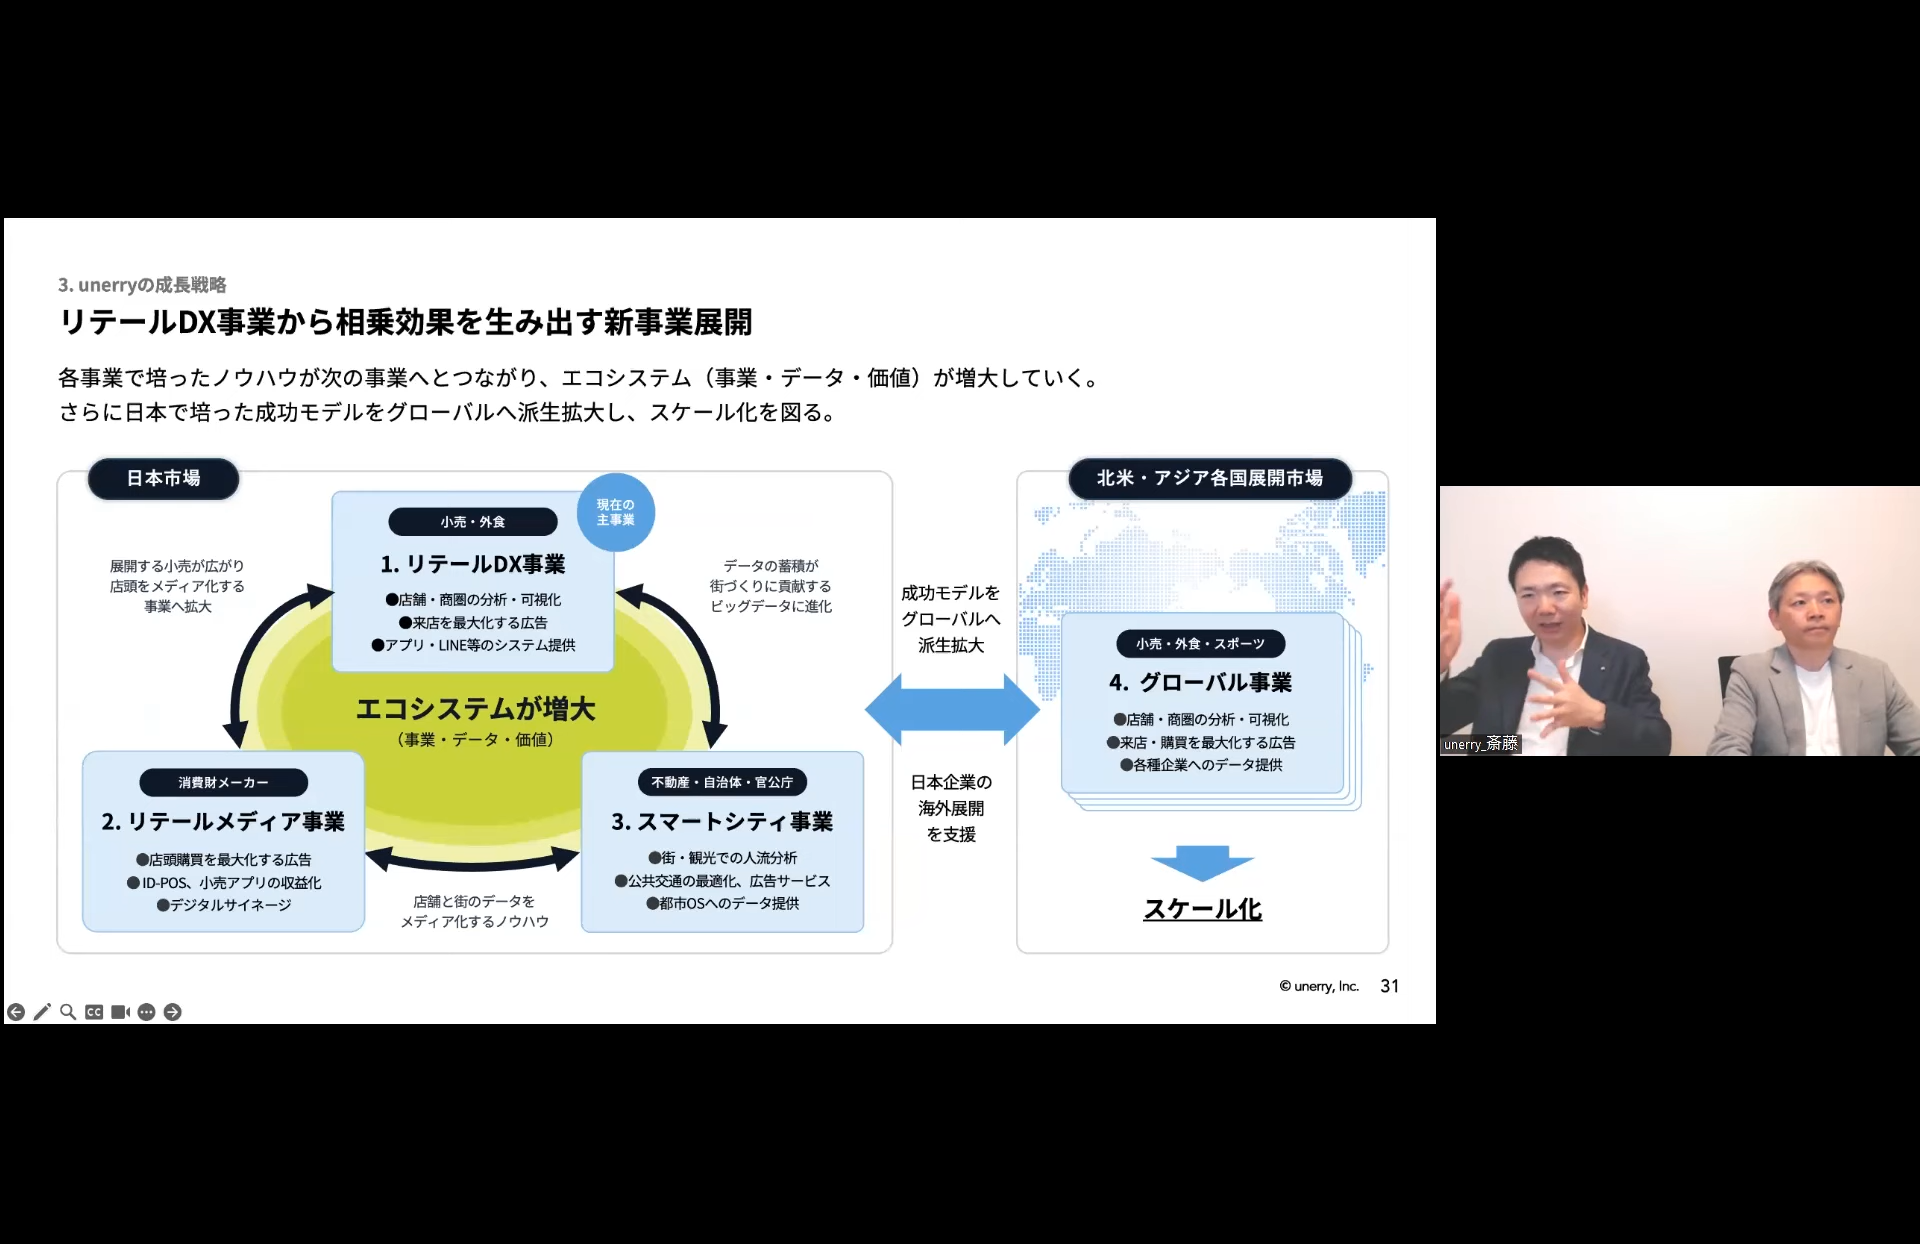 3. unerryの成長戦略
リテールDX事業から相乗効果を生み出す新事業展開
各事業で培ったノウハウが次の事業へとつながり、エコシステム（事業・データ・価値）が増大していく。
さらに日本で培った成功モデルをグローバルへ派生拡大し、スケール化を図る。
日本市場
現在の
主事業
小売・外食
1. リテールDX事業
●店舗・商圏の分析・可視化
●来店を最大化する広告
●アプリ・LINE等のシステム提供
展開する小売が広がり
店頭をメディア化する
事業へ拡大
データの蓄積が
街づくりに貢献する
ビッグデータに進化
エコシステムが増大
（事業・データ・価値）
消費財メーカー
2. リテールメディア事業
●店頭購買を最大化する広告
●ID-POS、小売アプリの収益化
●デジタルサイネージ
店舗と街のデータを
メディア化するノウハウ
不動産・自治体・官公庁
3. スマートシティ事業
●街・観光での人流分析
●公共交通の最適化、広告サービス
●都市OSへのデータ提供
成功モデルを
グローバルへ
派生拡大
日本企業の
海外展開
を支援
北米・アジア各国展開市場
小売・外食・スポーツ
4. グローバル事業
●店舗・商圏の分析・可視化
●来店・購買を最大化する広告
●各種企業へのデータ提供
スケール化
© unerry, Inc.
31
CC
unerry_斎藤